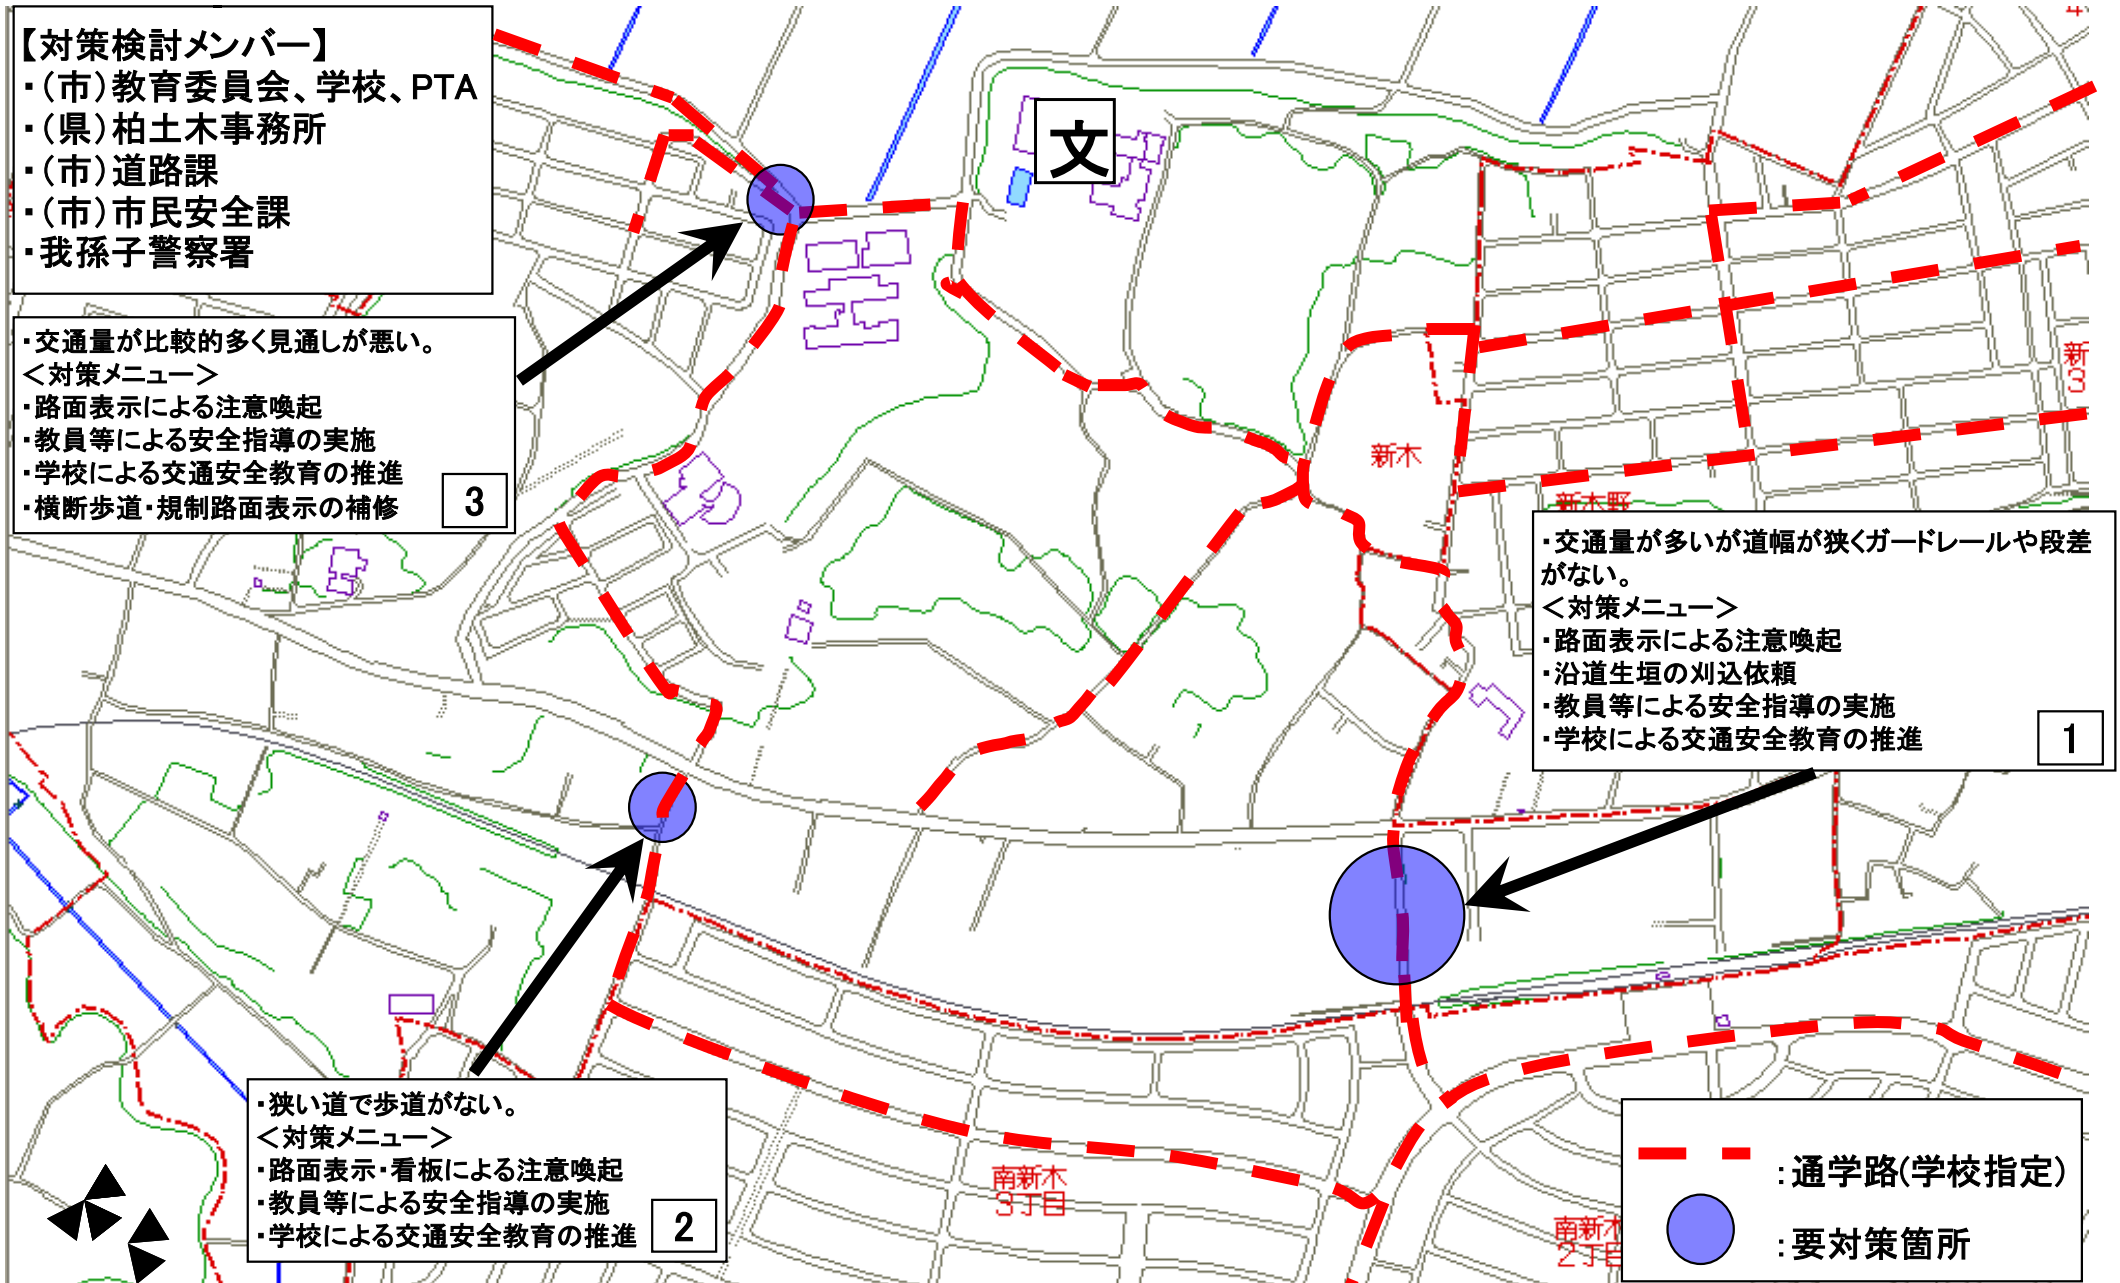 【対策検討メンバー】
・(市)教育委員会、学校、PTA
・(県)柏土木事務所
・(市)道路課
・(市)市民安全課
・我孫子警察署
文
4
・交通量が比較的多く見通しが悪い。
<対策メニュー>
・路面表示による注意喚起
・教員等による安全指導の実施
・学校による交通安全教育の推進
・横断歩道・規制路面表示の補修
3
新木
新
3
新木野
・交通量が多いが道幅が狭くガードレールや段差
がない。
<対策メニュー>
・路面表示による注意喚起
・沿道生垣の刈込依頼
・教員等による安全指導の実施
・学校による交通安全教育の推進
1
・狭い道で歩道がない。
<対策メニュー>
・路面表示・看板による注意喚起
・教員等による安全指導の実施
・学校による交通安全教育の推進
2
南新木
3丁目
南新木
2丁目
:通学路(学校指定)
:要対策箇所